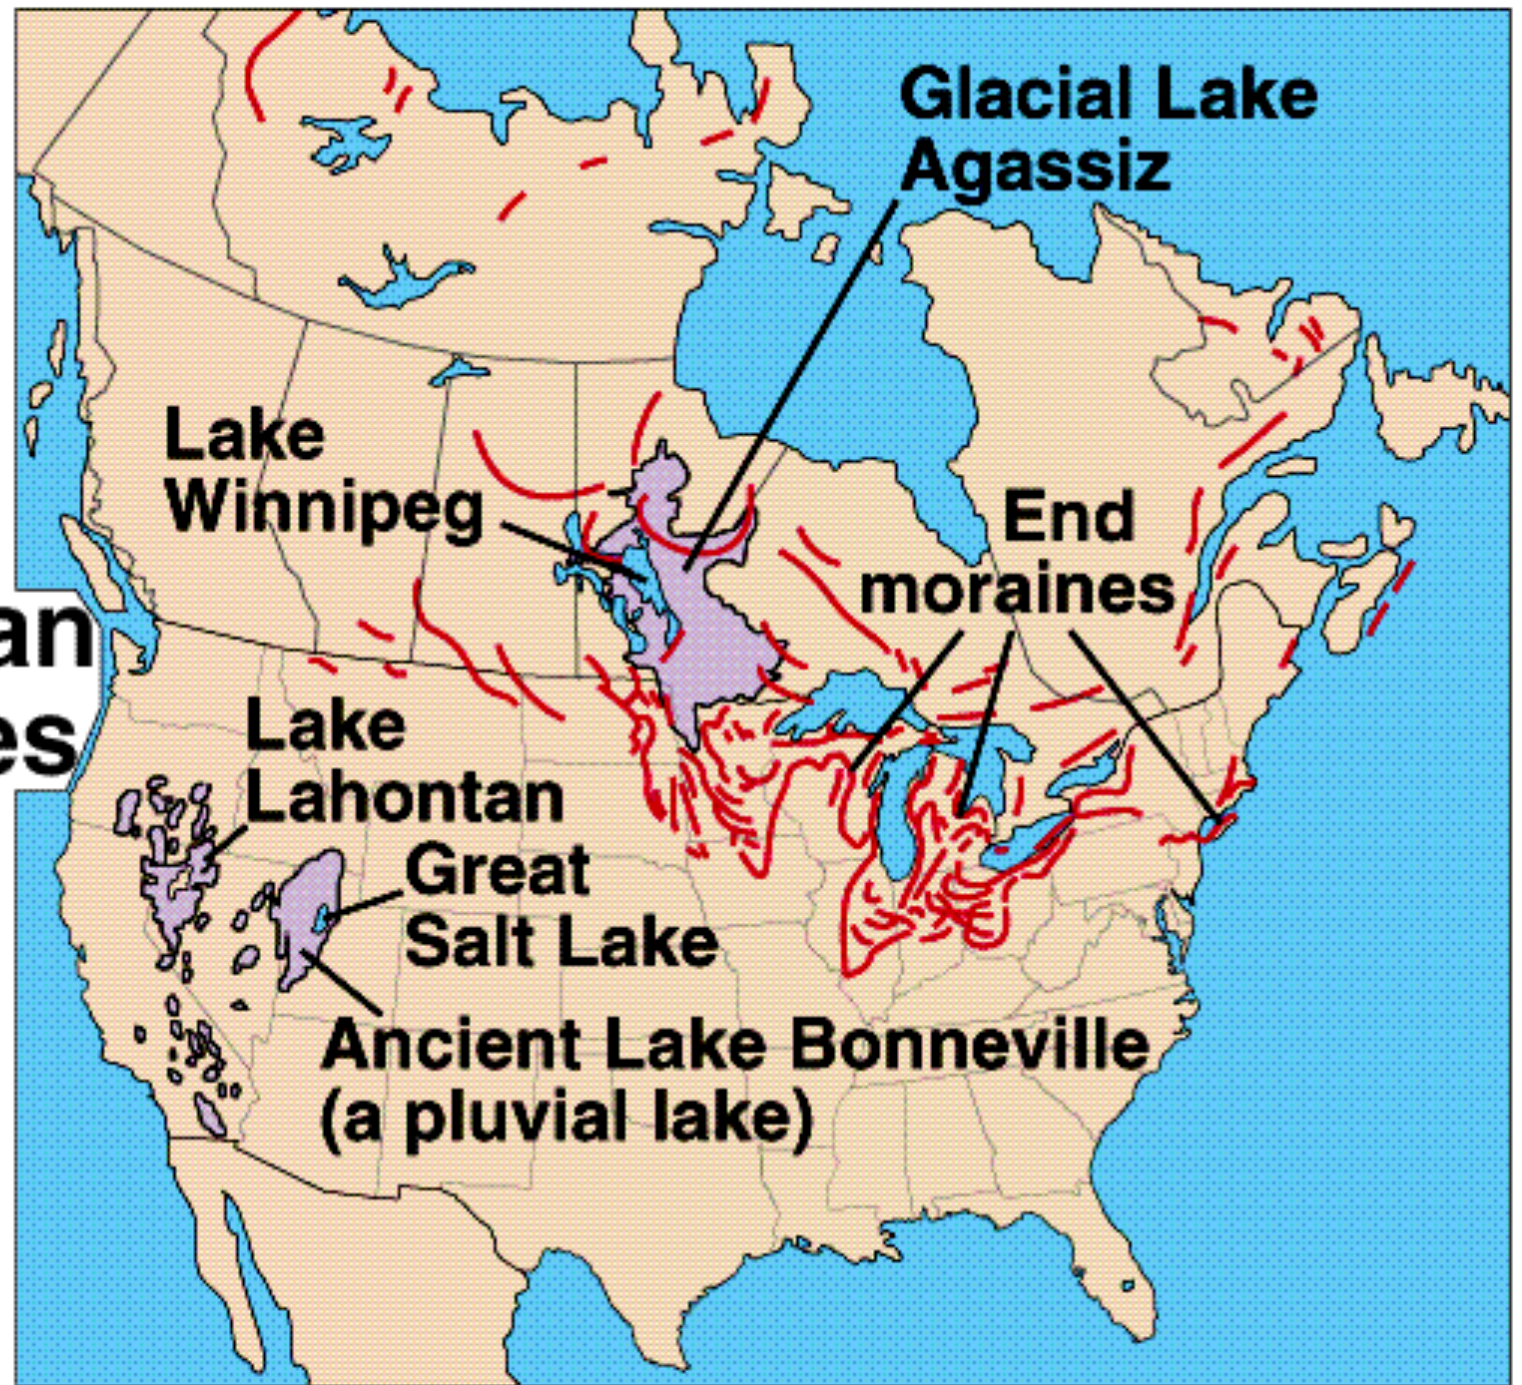 Glacial Lake
Agassiz
Lake
Winnipeg
End
moraines
an
es
Lake
Lahontan
Great
Salt Lake
Ancient Lake Bonneville
(a pluvial lake)